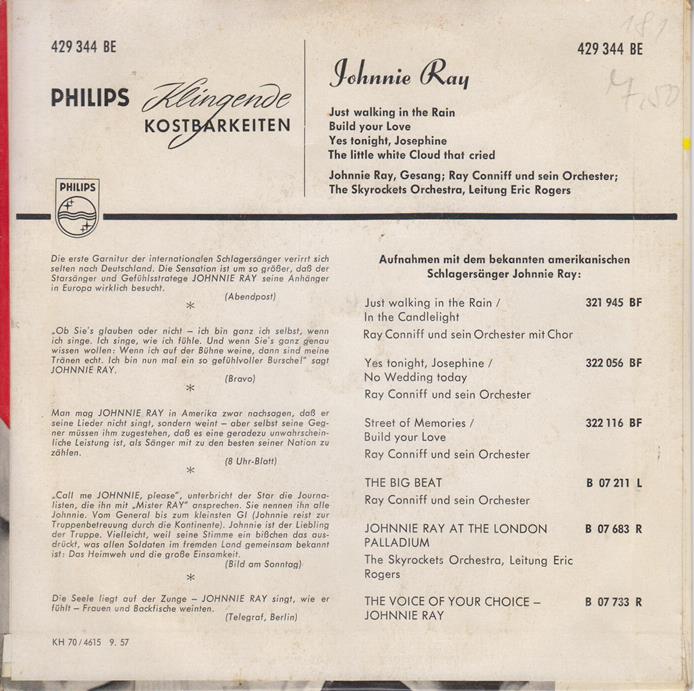 429 344 BE
429 344 BE
181
7,50
PHILIPS Klingende
KOSTBARKEITEN
Johnnie Ray
Just walking in the Rain
Build your Love
Yes tonight, Josephine
The little white Cloud that cried
Johnnie Ray, Gesang; Ray Conniff und sein Orchester;
The Skyrockets Orchestra, Leitung Eric Rogers
PHILIPS
Die erste Garnitur der internationalen Schlagersänger verirrt sich
selten nach Deutschland. Die Sensation ist um so größer, daß der
Starsänger und Gefühlsstratege JOHNNIE RAY seine Anhänger
in Europa wirklich besucht.
(Abendpost)
*
„Ob Sie's glauben oder nicht – ich bin ganz ich selbst, wenn
ich singe. Ich singe, wie ich fühle. Und wenn Sie's ganz genau
wissen wollen: Wenn ich auf der Bühne weine, dann sind meine
Tränen echt. Ich bin nun mal ein so gefühlvoller Bursche!“ sagt
JOHNNIE RAY.
(Bravo)
*
Man mag JOHNNIE RAY in Amerika zwar nachsagen, daß er
seine Lieder nicht singt, sondern weint – aber selbst seine Geg-
ner müssen ihm zugestehen, daß es eine geradezu unwahrschein-
liche Leistung ist, als Sänger mit zu den besten seiner Nation zu
zählen.
(8 Uhr-Blatt)
*
„Call me JOHNNIE, please“, unterbricht der Star die Journa-
listen, die ihn mit „Mister RAY“ ansprechen. Sie nennen ihn alle
Johnnie. Vom General bis zum kleinsten GI (Johnnie reist zur
Truppenbetreuung durch die Kontinente). Johnnie ist der Liebling
der Truppe. Vielleicht, weil seine Stimme ein bißchen das aus-
drückt, was allen Soldaten im fremden Land gemeinsam bekannt
ist: Das Heimweh und die große Einsamkeit.
(Bild am Sonntag)
*
Die Seele liegt auf der Zunge – JOHNNIE RAY singt, wie er
fühlt – Frauen und Backfische weinten.
(Telegraf, Berlin)
KH 70/4615 9. 57
Aufnahmen mit dem bekannten amerikanischen
Schlagersänger Johnnie Ray:
Just walking in the Rain / 321 945 BF
In the Candlelight
Ray Conniff und sein Orchester mit Chor
Yes tonight, Josephine / 322 056 BF
No Wedding today
Ray Conniff und sein Orchester
Street of Memories / 322 116 BF
Build your Love
Ray Conniff und sein Orchester
THE BIG BEAT B 07 211 L
Ray Conniff und sein Orchester
JOHNNIE RAY AT THE LONDON B 07 683 R
PALLADIUM
The Skyrockets Orchestra, Leitung Eric
Rogers
THE VOICE OF YOUR CHOICE – B 07 733 R
JOHNNIE RAY